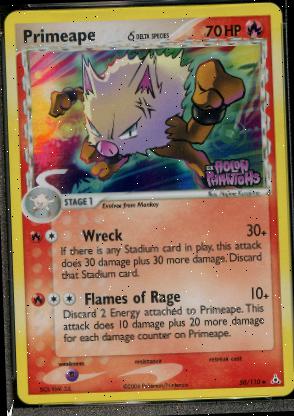 Primeape δ DELTA SPECIES 70 HP
EX HOLON PHANTOMS
STAGE 1 Evolves from Mankey
Wreck 30+
If there is any Stadium card in play, this attack
does 30 damage plus 30 more damage. Discard
that Stadium card.
Flames of Rage 10+
Discard 2 Energy attached to Primeape. This
attack does 10 damage plus 20 more damage
for each damage counter on Primeape.
weakness resistance retreat cost
©2006 Pokémon/Nintendo 50/110